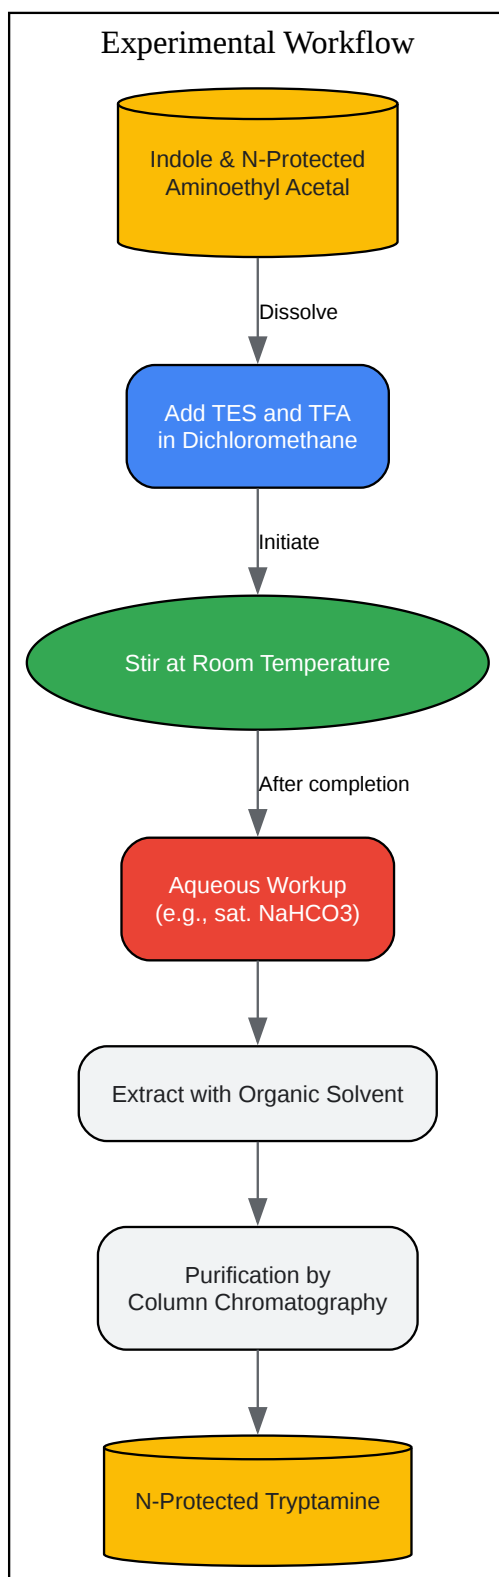 Experimental Workflow
Indole & N-Protected
Aminoethyl Acetal
Dissolve
Add TES and TFA
in Dichloromethane
Initiate
Stir at Room Temperature
After completion
Aqueous Workup
(e.g., sat. NaHCO3)
Extract with Organic Solvent
Purification by
Column Chromatography
N-Protected Tryptamine